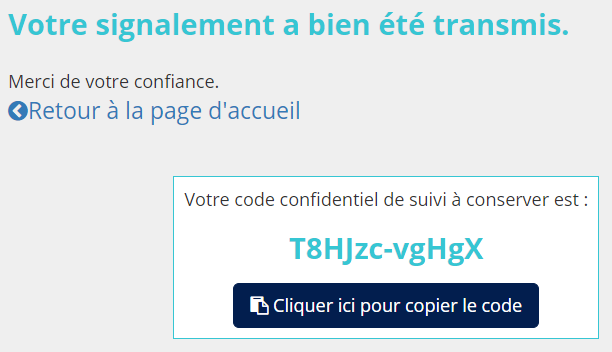 Votre signalement a bien été transmis.
Merci de votre confiance.
Retour à la page d'accueil
Votre code confidentiel de suivi à conserver est :
T8HJzc-vgHgX
Cliquer ici pour copier le code